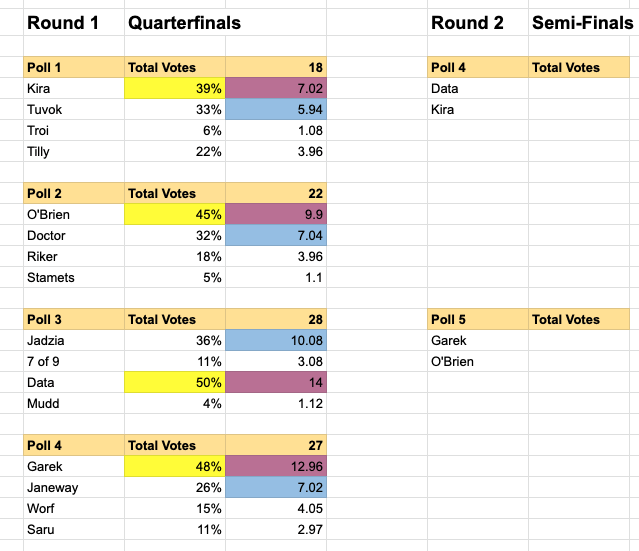 Round 1 Quarterfinals Round 2 Semi-Finals
Poll 1 Total Votes 18 Poll 4 Total Votes
Kira 39% 7.02 Data
Tuvok 33% 5.94 Kira
Troi 6% 1.08
Tilly 22% 3.96
Poll 2 Total Votes 22
O'Brien 45% 9.9
Doctor 32% 7.04
Riker 18% 3.96
Stamets 5% 1.1
Poll 3 Total Votes 28 Poll 5 Total Votes
Jadzia 36% 10.08 Garek
7 of 9 11% 3.08 O'Brien
Data 50% 14
Mudd 4% 1.12
Poll 4 Total Votes 27
Garek 48% 12.96
Janeway 26% 7.02
Worf 15% 4.05
Saru 11% 2.97